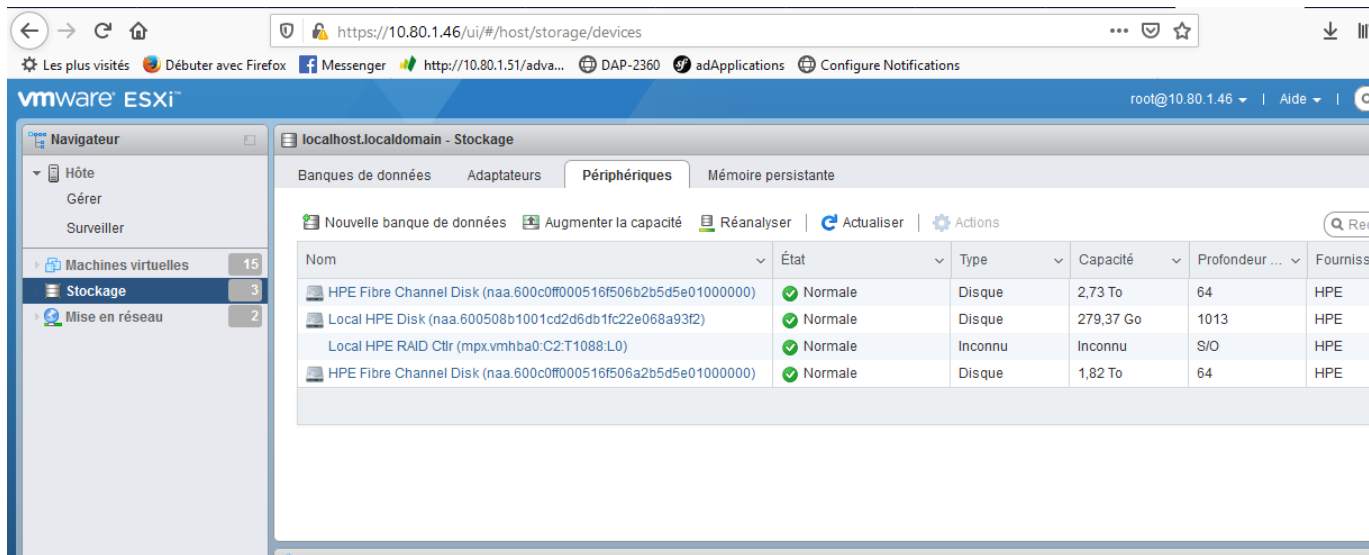 https://10.80.1.46/ui/#/host/storage/devices
Les plus visités Débuter avec Firefox Messenger http://10.80.1.51/adva... DAP-2360 adApplications Configure Notifications
vmware ESXi™
root@10.80.1.46 | Aide |
Navigateur
localhost.localdomain - Stockage
Hôte
Gérer
Surveiller
Machines virtuelles 15
Stockage 3
Mise en réseau 2
Banques de données Adaptateurs Périphériques Mémoire persistante
Nouvelle banque de données Augmenter la capacité Réanalyser | Actualiser | Actions
Rec
Nom État Type Capacité Profondeur ... Fourniss
HPE Fibre Channel Disk (naa.600c0ff000516f506b2b5d5e01000000) Normale Disque 2,73 To 64 HPE
Local HPE Disk (naa.600508b1001cd2d6db1fc22e068a93f2) Normale Disque 279,37 Go 1013 HPE
Local HPE RAID Ctlr (mpx.vmhba0:C2:T1088:L0) Normale Inconnu Inconnu S/O HPE
HPE Fibre Channel Disk (naa.600c0ff000516f506a2b5d5e01000000) Normale Disque 1,82 To 64 HPE